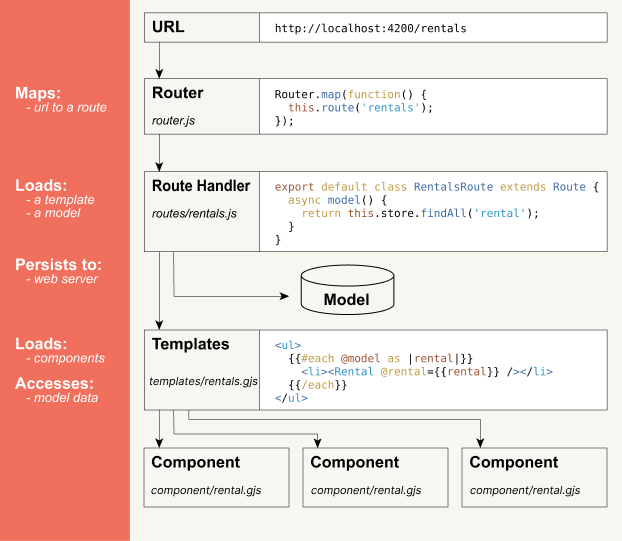 URL
http://localhost:4200/rentals
Maps:
- url to a route
Router
router.js
Router.map(function() {
  this.route('rentals');
});
Loads:
- a template
- a model
Route Handler
routes/rentals.js
export default class RentalsRoute extends Route {
  async model() {
    return this.store.findAll('rental');
  }
}
Persists to:
- web server
Model
Loads:
- components
Accesses:
- model data
Templates
templates/rentals.gjs
<ul>
  {{#each @model as |rental|}}
    <li><Rental @rental={{rental}} /></li>
  {{/each}}
</ul>
Component
component/rental.gjs
Component
component/rental.gjs
Component
component/rental.gjs